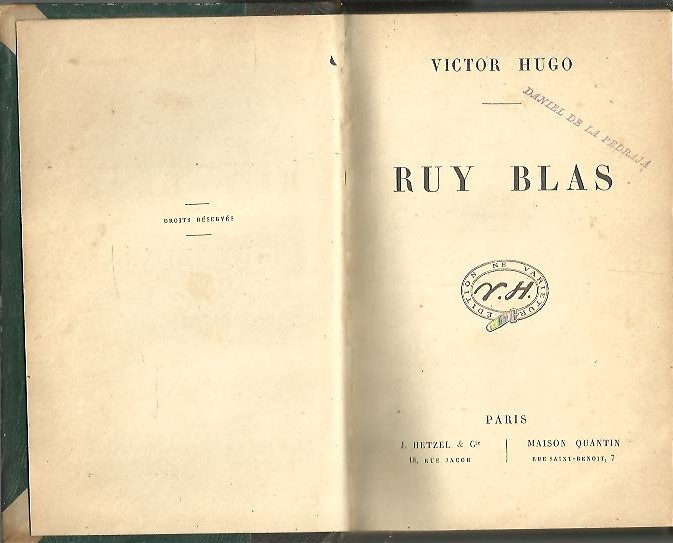 DROITS RÉSERVÉS
VICTOR HUGO
DANIEL DE LA PEDRAJA
RUY BLAS
EDITION NE VARIETUR
V.H.
PARIS
J. HETZEL & Cie
18, RUE JACOB
MAISON QUANTIN
RUE SAINT-BENOIT, 7